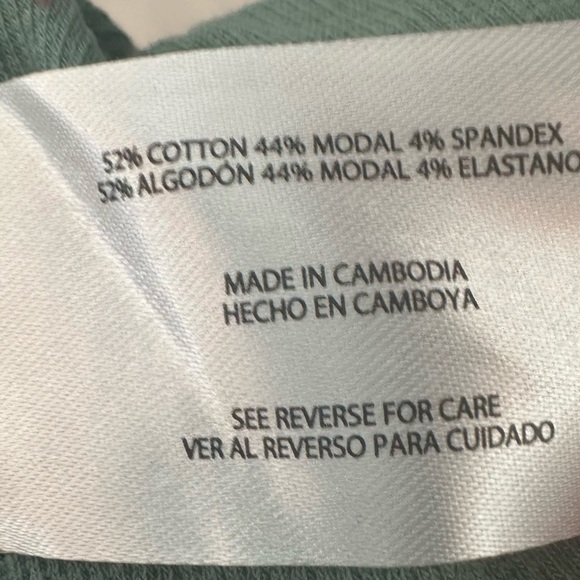 52% COTTON 44% MODAL 4% SPANDEX
52% ALGODÓN 44% MODAL 4% ELASTANO
MADE IN CAMBODIA
HECHO EN CAMBOYA
SEE REVERSE FOR CARE
VER AL REVERSO PARA CUIDADO